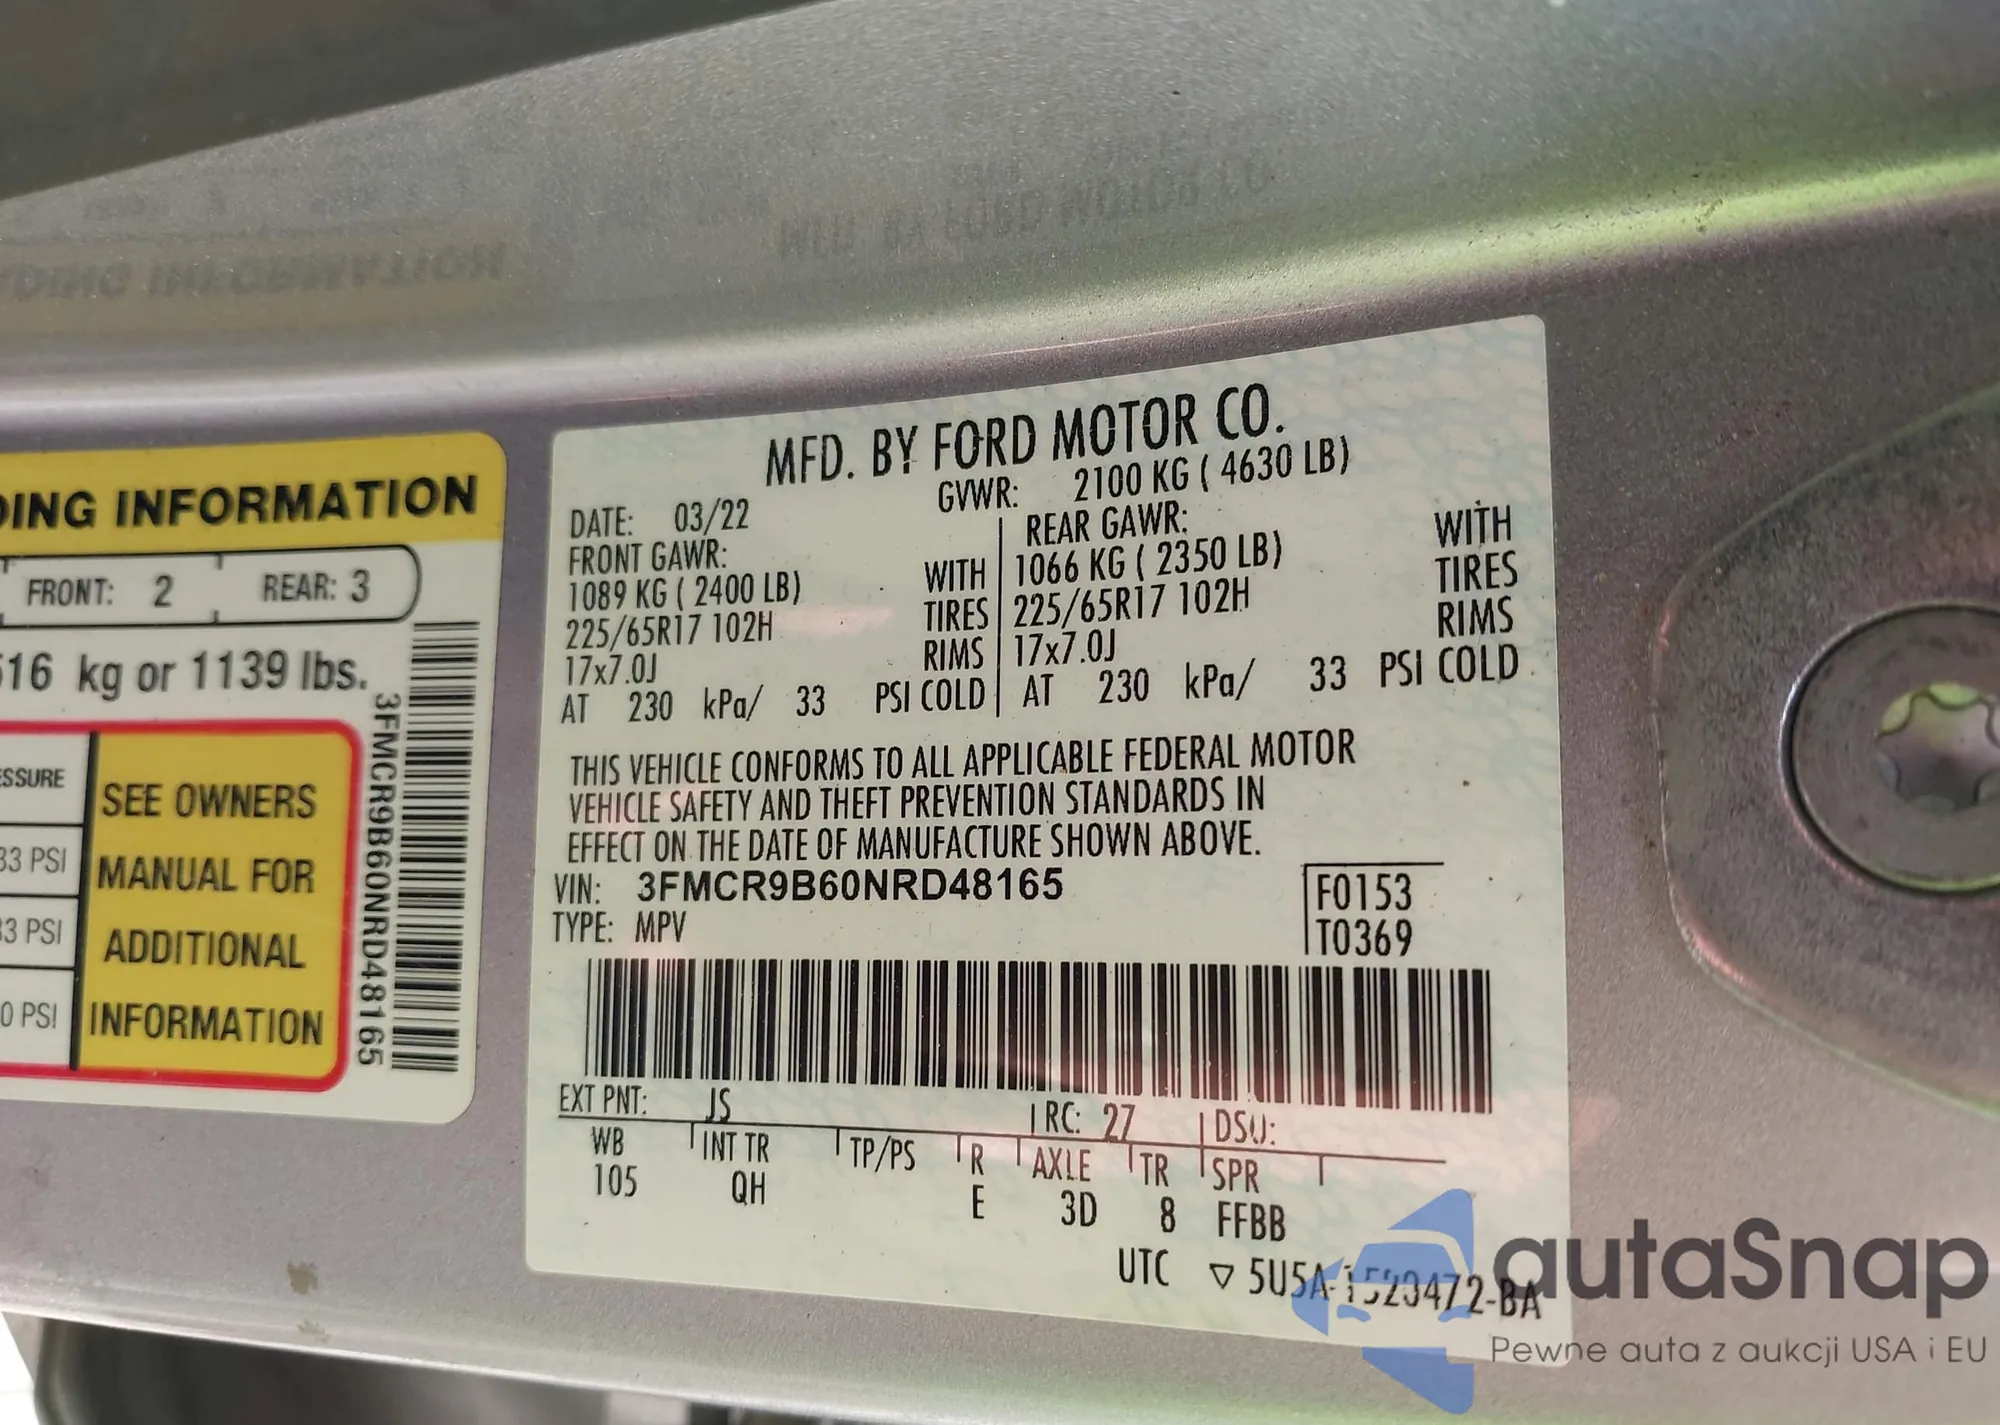 DING INFORMATION
FRONT: 2 REAR: 3
516 kg or 1139 lbs.
ESSURE
33 PSI
33 PSI
0 PSI
SEE OWNERS
MANUAL FOR
ADDITIONAL
INFORMATION
3FMCR9B60NRD48165
MFD. BY FORD MOTOR CO.
DATE: 03/22 GVWR: 2100 KG ( 4630 LB)
FRONT GAWR: REAR GAWR:
1089 KG ( 2400 LB) WITH 1066 KG ( 2350 LB) WITH
225/65R17 102H TIRES 225/65R17 102H TIRES
17x7.0J RIMS 17x7.0J RIMS
AT 230 kPa/ 33 PSI COLD AT 230 kPa/ 33 PSI COLD
THIS VEHICLE CONFORMS TO ALL APPLICABLE FEDERAL MOTOR
VEHICLE SAFETY AND THEFT PREVENTION STANDARDS IN
EFFECT ON THE DATE OF MANUFACTURE SHOWN ABOVE.
VIN: 3FMCR9B60NRD48165 F0153
TYPE: MPV T0369
EXT PNT: JS RC: 27 DSO:
WB INT TR TP/PS R AXLE TR SPR
105 QH E 3D 8 FFBB
UTC ▽ 5U5A-1520472-BA
autaSnap
Pewne auta z aukcji USA i EU